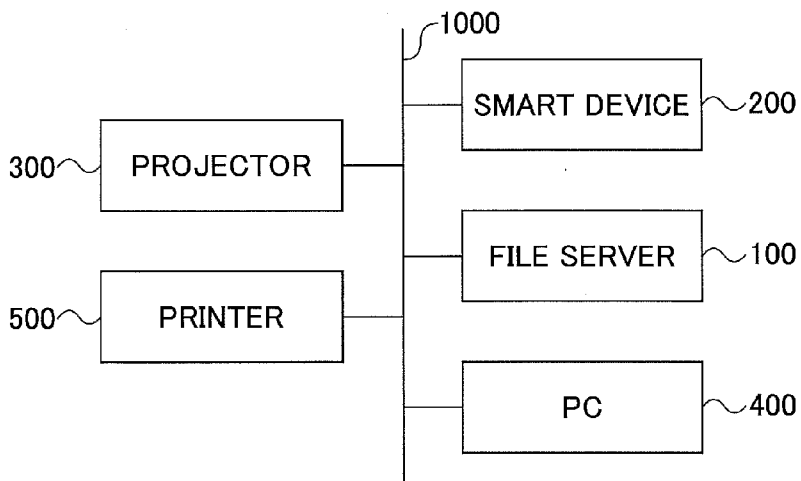 1000
SMART DEVICE 200
300 PROJECTOR
FILE SERVER 100
500 PRINTER
PC 400